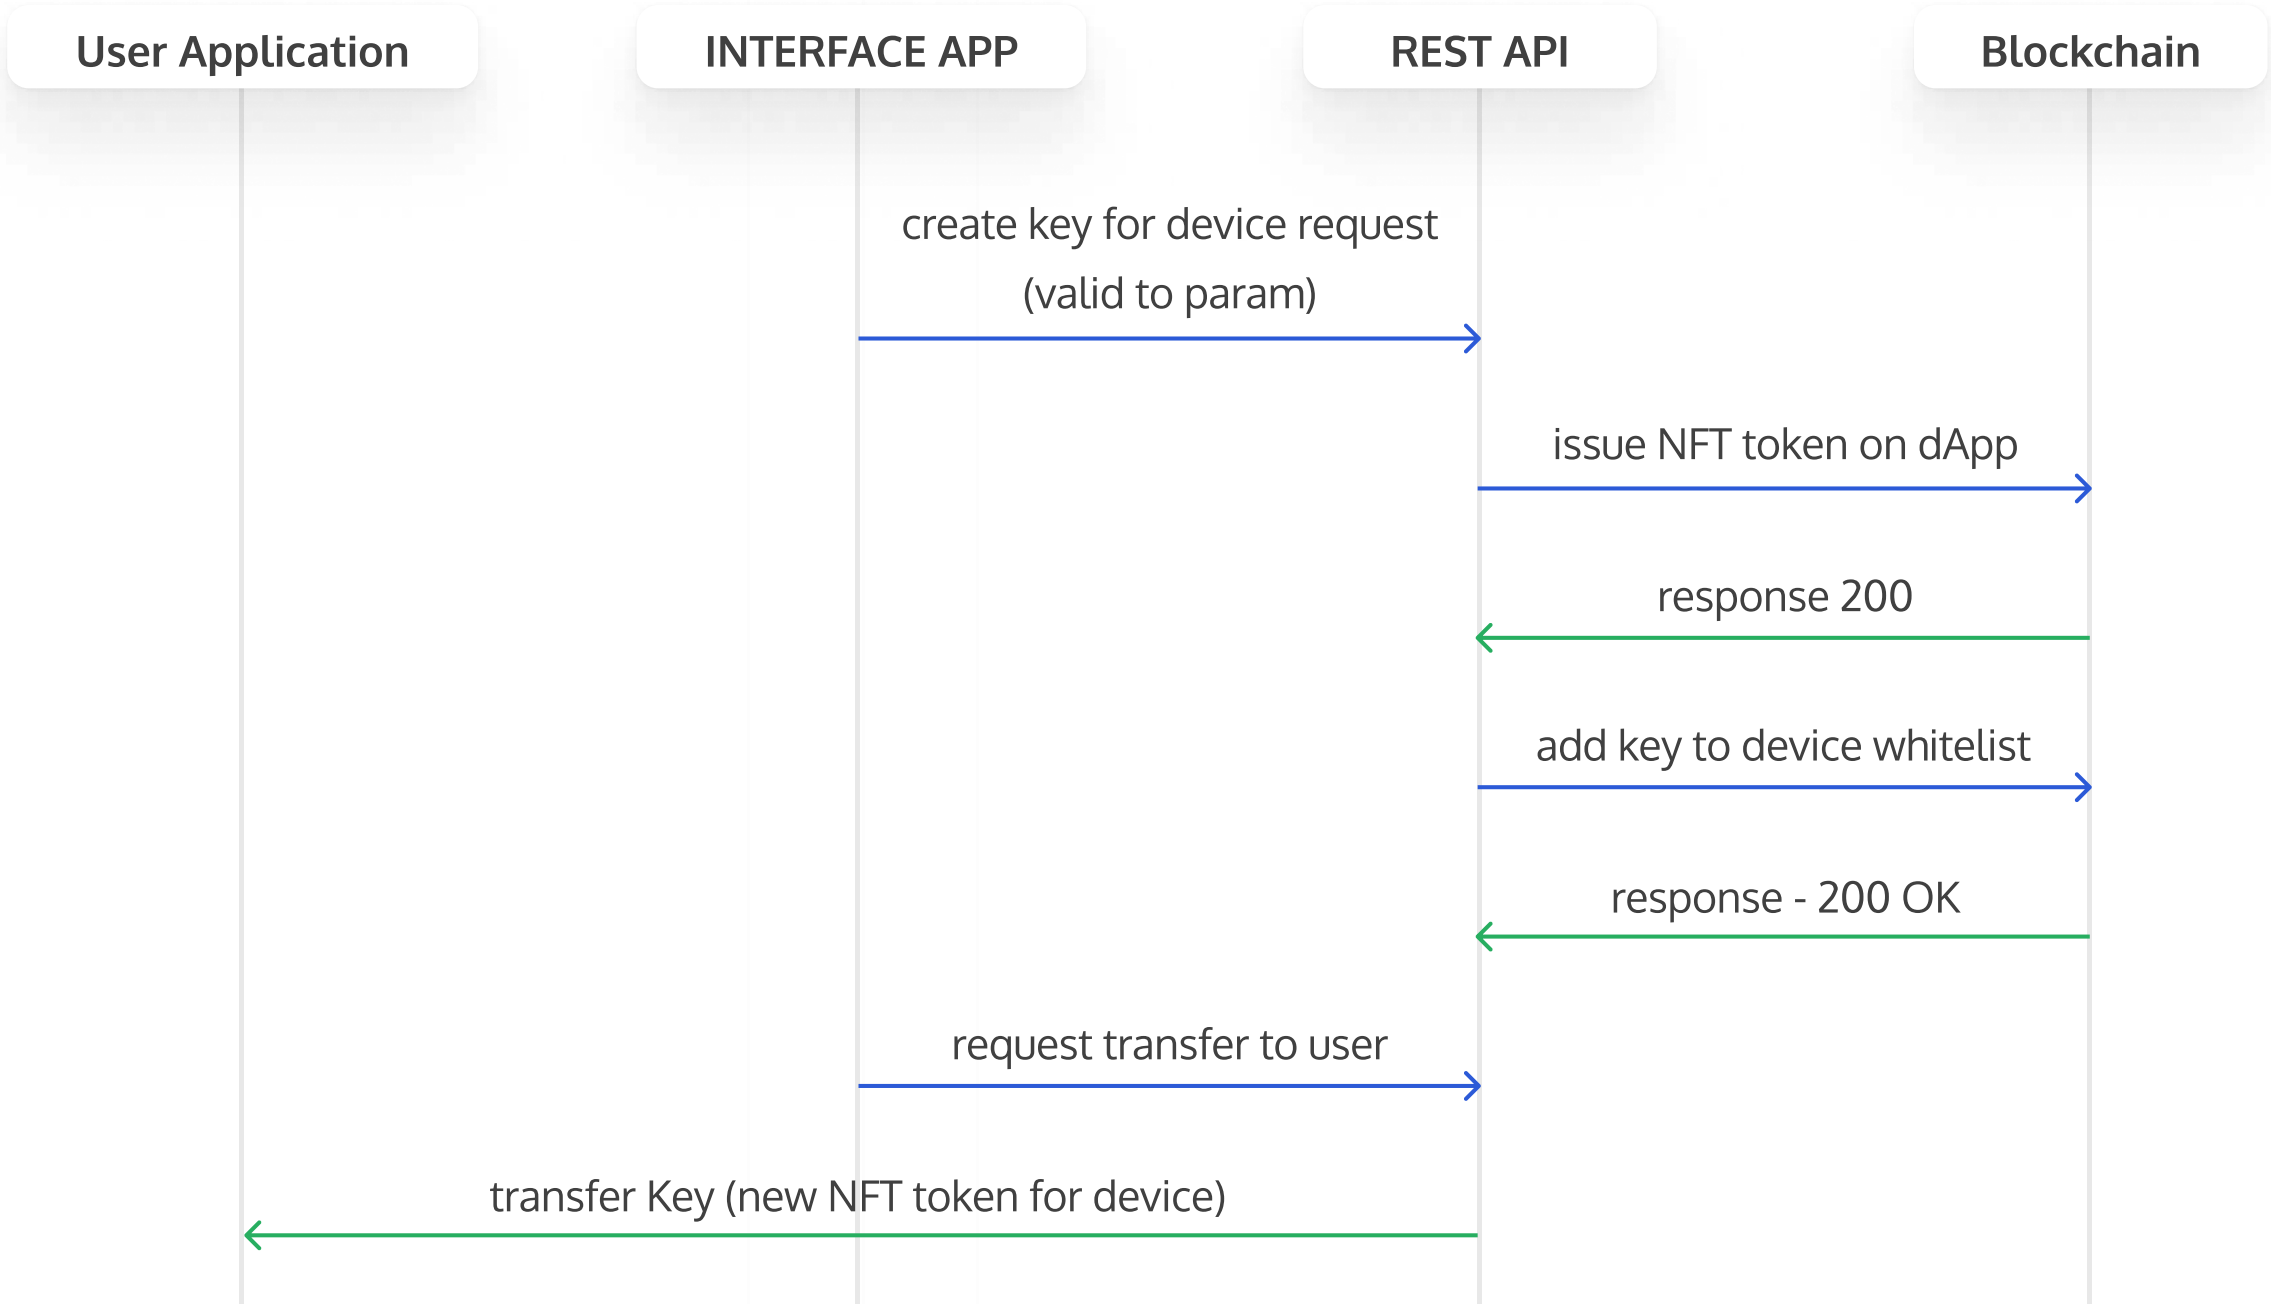 User Application
INTERFACE APP
REST API
Blockchain
create key for device request
(valid to param)
issue NFT token on dApp
response 200
add key to device whitelist
response - 200 OK
request transfer to user
transfer Key (new NFT token for device)